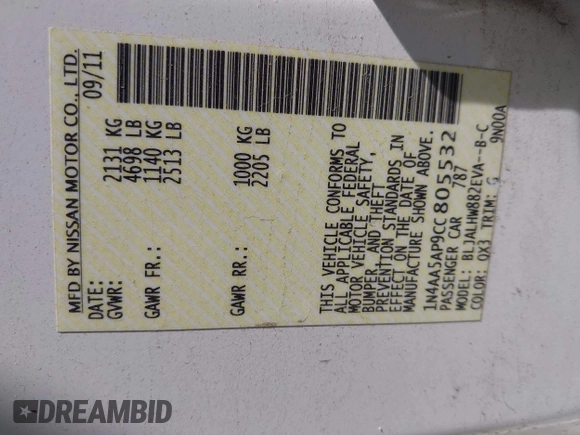 MFD BY NISSAN MOTOR CO.,LTD.
DATE: 09/11
GVWR: 2131 KG
4698 LB
GAWR FR.: 1140 KG
2513 LB
GAWR RR.: 1000 KG
2205 LB
THIS VEHICLE CONFORMS TO
ALL APPLICABLE FEDERAL
MOTOR VEHICLE SAFETY,
BUMPER, AND THEFT
PREVENTION STANDARDS IN
EFFECT ON THE DATE OF
MANUFACTURE SHOWN ABOVE.
1N4AA5AP9CC805532
PASSENGER CAR 787
MODEL: BLJALHW882EVA--B-C
COLOR: QX3 TRIM: G 9N00A
DREAMBID